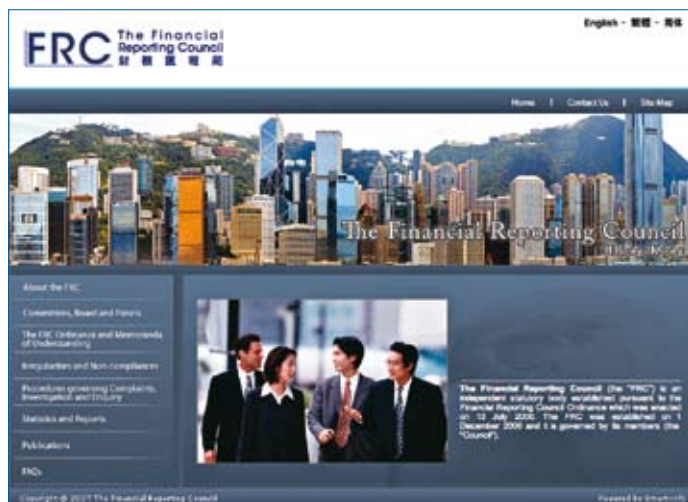 English - 繁體 - 简体
FRC The Financial
Reporting Council
財務匯報局
Home | Contact Us | Site Map
The Financial Reporting Council
About the FRC
Committees, Board and Panels
The FRC Ordinance and Memoranda
of Understanding
Irregularities and Non-compliances
Procedures governing Complaints,
Investigation and Enquiry
Statistics and Reports
Publications
FAQs
The Financial Reporting Council (the "FRC") is an
independent statutory body established pursuant to the
Financial Reporting Council Ordinance which was enacted
on 13 July 2006. The FRC was established on 1
December 2006 and it is governed by its members (the
"Council").
Copyright © 2007 The Financial Reporting Council
Powered by